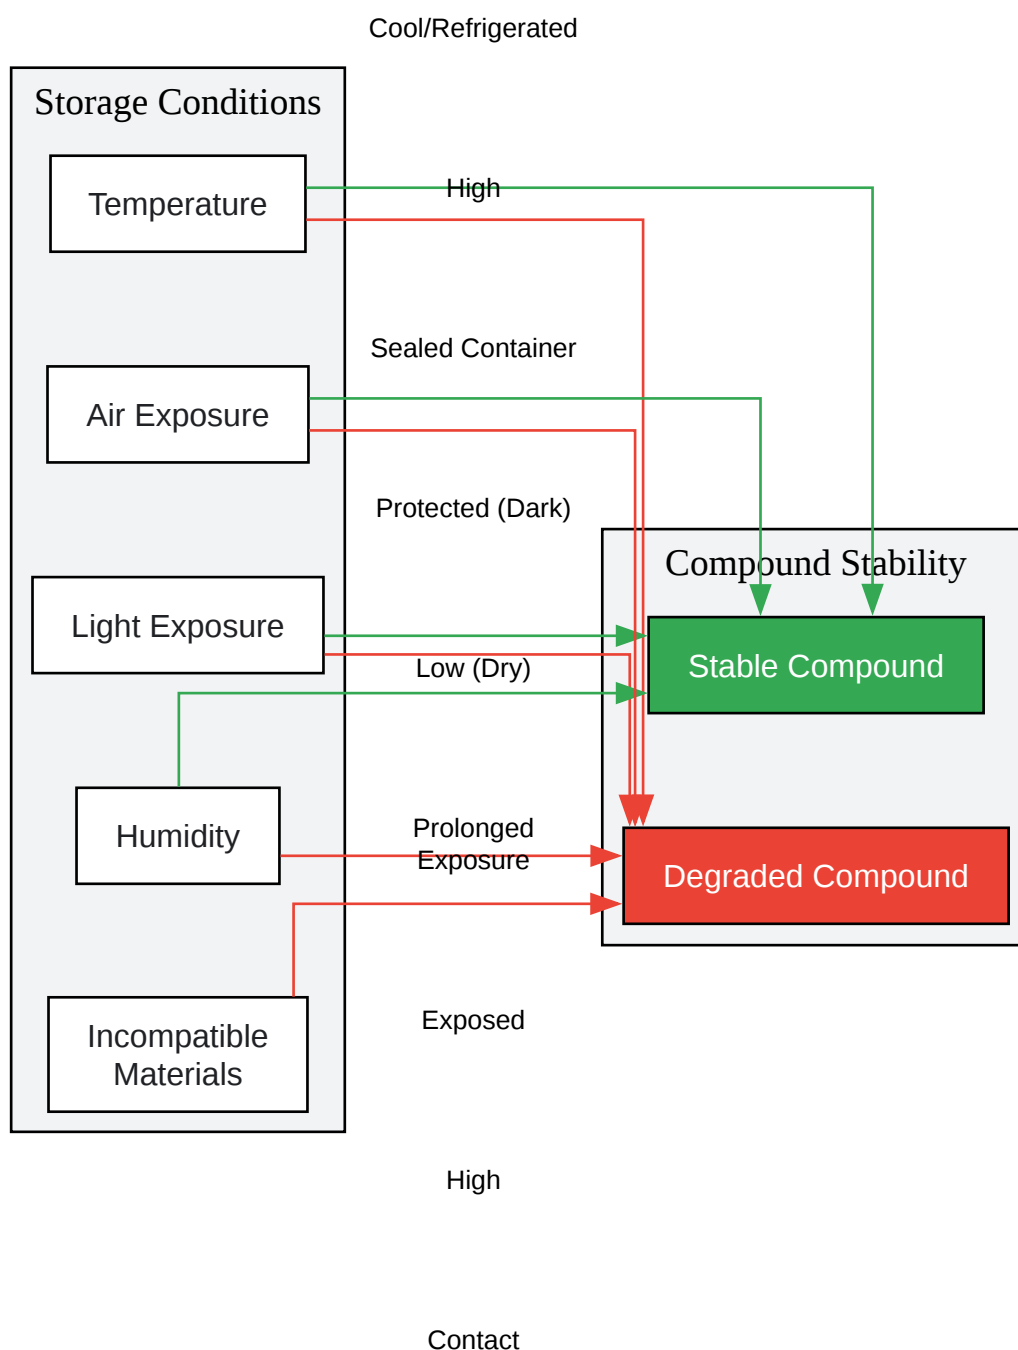 Cool/Refrigerated
Storage Conditions
Temperature
High
Sealed Container
Air Exposure
Protected (Dark)
Compound Stability
Light Exposure
Low (Dry)
Stable Compound
Humidity
Prolonged
Exposure
Degraded Compound
Exposed
Incompatible
Materials
High
Contact